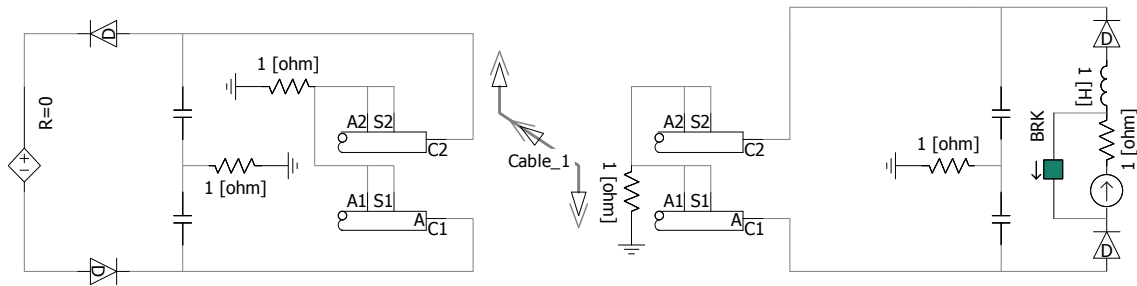 D
R=0
1 [ohm]
1 [ohm]
D
A2 S2
C2
A1 S1
A
C1
Cable_1
1 [ohm]
A2 S2
C2
A1 S1
A
C1
1 [ohm]
D
1 [H]
BRK
1 [ohm]
D